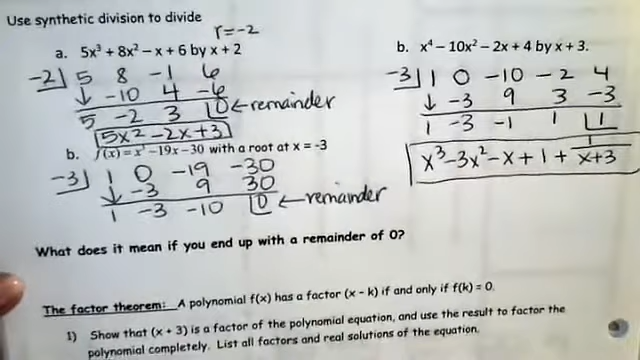 Use synthetic division to divide
r=-2
a. 5x³ + 8x² – x + 6 by x + 2
-2| 5 8 -1 6
↓ -10 4 -6
5 -2 3 |0 ← remainder
5x² -2x+3
b. x⁴ – 10x² – 2x + 4 by x + 3.
-3| 1 0 -10 -2 4
↓ -3 9 3 -3
1 -3 -1 1 |1
x³-3x²-x+1+ 1/x+3
b. f(x) = x³ –19x –30 with a root at x = -3
-3| 1 0 -19 -30
↓ -3 9 30
1 -3 -10 |0 ← remainder
What does it mean if you end up with a remainder of 0?
The factor theorem: A polynomial f(x) has a factor (x – k) if and only if f(k) = 0.
1) Show that (x + 3) is a factor of the polynomial equation, and use the result to factor the
polynomial completely. List all factors and real solutions of the equation.